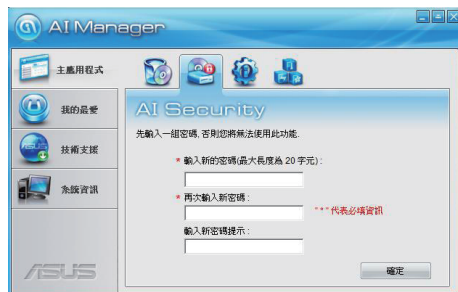 AI Manager
主應用程式
我的最愛
技術支援
系統資訊
AI Security
先輸入一組密碼, 否則您將無法使用此功能.
* 輸入新的密碼(最大長度為 20 字元) :
* 再次輸入新密碼 :
"*" 代表必填資訊
輸入新密碼提示 :
確定
ASUS